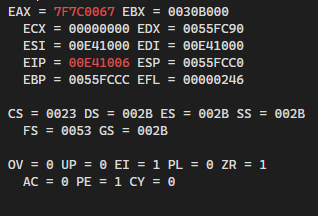 EAX = 7F7C0067 EBX = 0030B000
ECX = 00000000 EDX = 0055FC90
ESI = 00E41000 EDI = 00E41000
EIP = 00E41006 ESP = 0055FCC0
EBP = 0055FCCC EFL = 00000246
CS = 0023 DS = 002B ES = 002B SS = 002B
FS = 0053 GS = 002B
OV = 0 UP = 0 EI = 1 PL = 0 ZR = 1
AC = 0 PE = 1 CY = 0